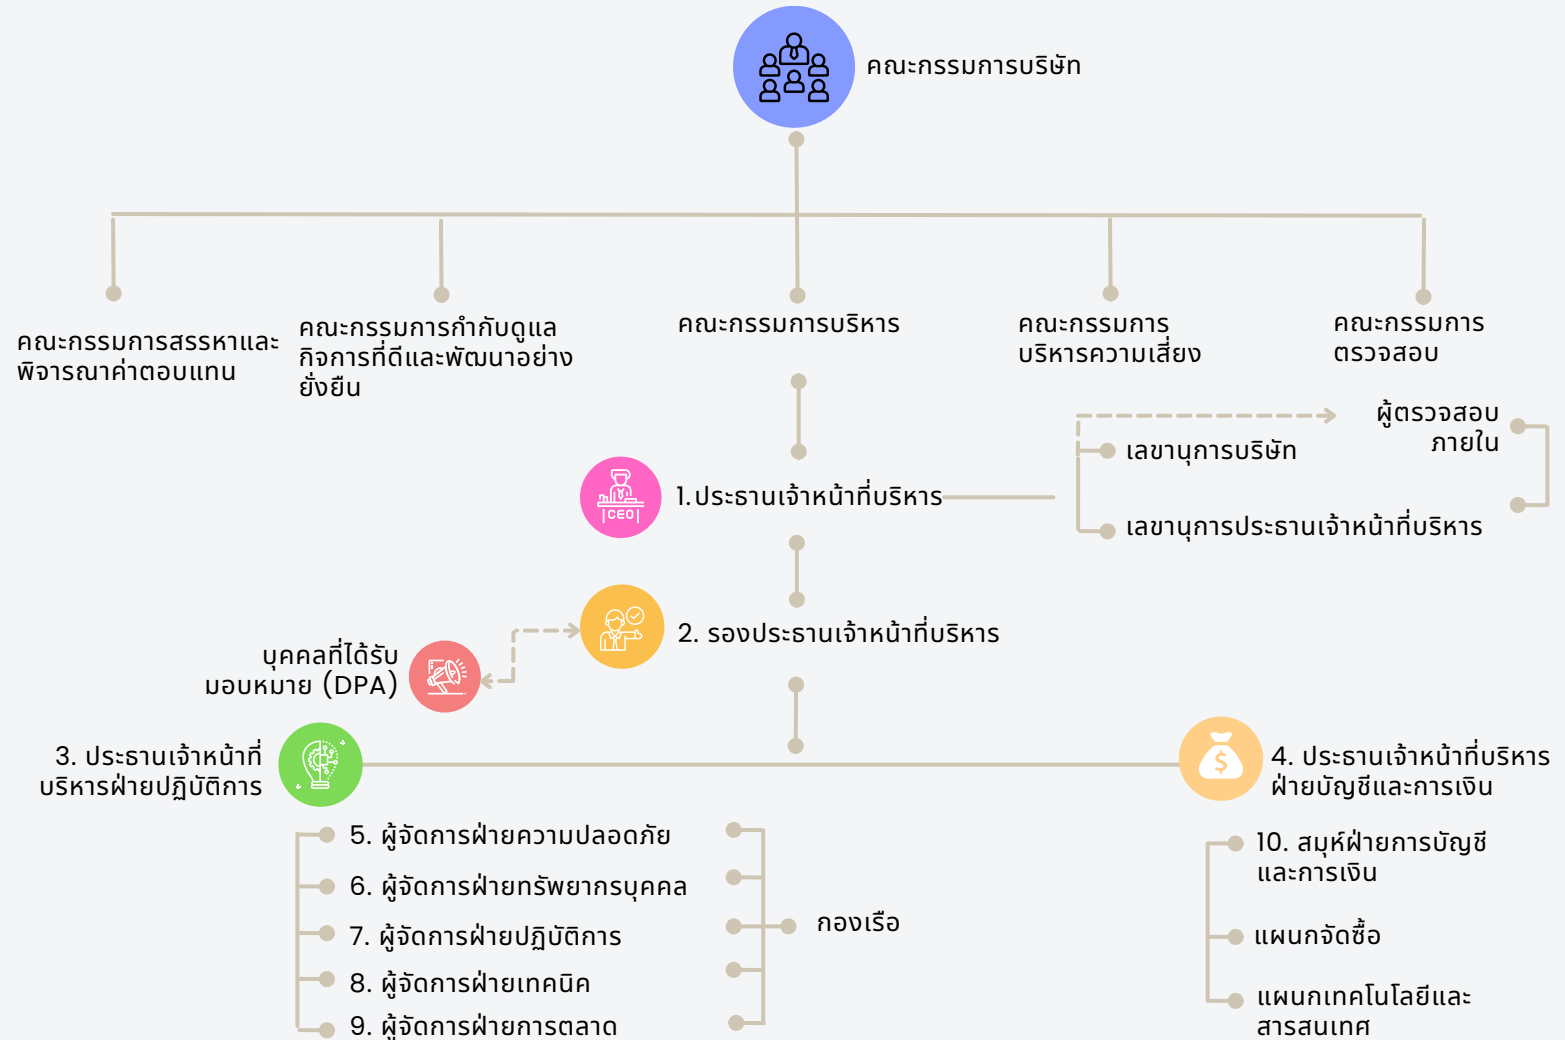 คณะกรรมการบริษัท
คณะกรรมการสรรหาและ
พิจารณาค่าตอบแทน
คณะกรรมการกำกับดูแล
กิจการที่ดีและพัฒนาอย่าง
ยั่งยืน
คณะกรรมการบริหาร
คณะกรรมการ
บริหารความเสี่ยง
คณะกรรมการ
ตรวจสอบ
ผู้ตรวจสอบ
ภายใน
เลขานุการบริษัท
CEO
1.ประธานเจ้าหน้าที่บริหาร
เลขานุการประธานเจ้าหน้าที่บริหาร
2. รองประธานเจ้าหน้าที่บริหาร
บุคคลที่ได้รับ
มอบหมาย (DPA)
3. ประธานเจ้าหน้าที่
บริหารฝ่ายปฏิบัติการ
$
4. ประธานเจ้าหน้าที่บริหาร
ฝ่ายบัญชีและการเงิน
5. ผู้จัดการฝ่ายความปลอดภัย
6. ผู้จัดการฝ่ายทรัพยากรบุคคล
7. ผู้จัดการฝ่ายปฏิบัติการ
8. ผู้จัดการฝ่ายเทคนิค
9. ผู้จัดการฝ่ายการตลาด
กองเรือ
10. สมุห์ฝ่ายการบัญชี
และการเงิน
แผนกจัดซื้อ
แผนกเทคโนโลยีและ
สารสนเทศ